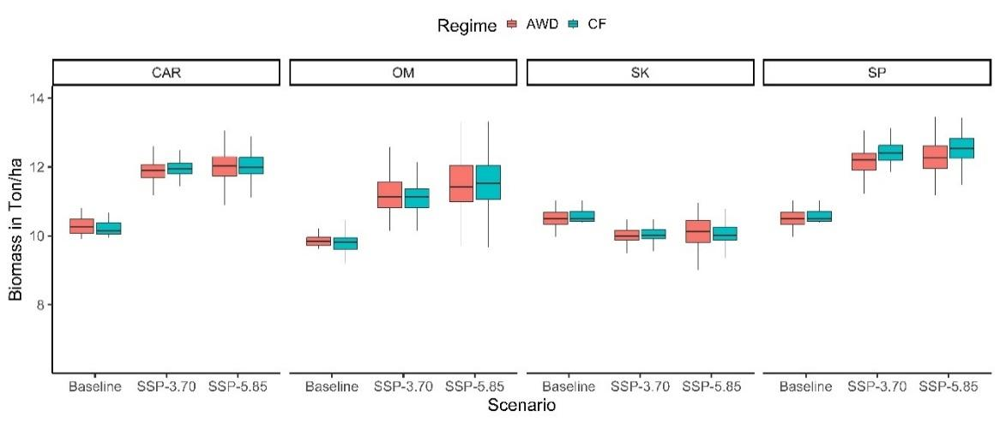 Regime AWD CF
CAR OM SK SP
Biomass in Ton/ha
14
12
10
8
Baseline SSP-3.70 SSP-5.85 Baseline SSP-3.70 SSP-5.85 Baseline SSP-3.70 SSP-5.85 Baseline SSP-3.70 SSP-5.85
Scenario